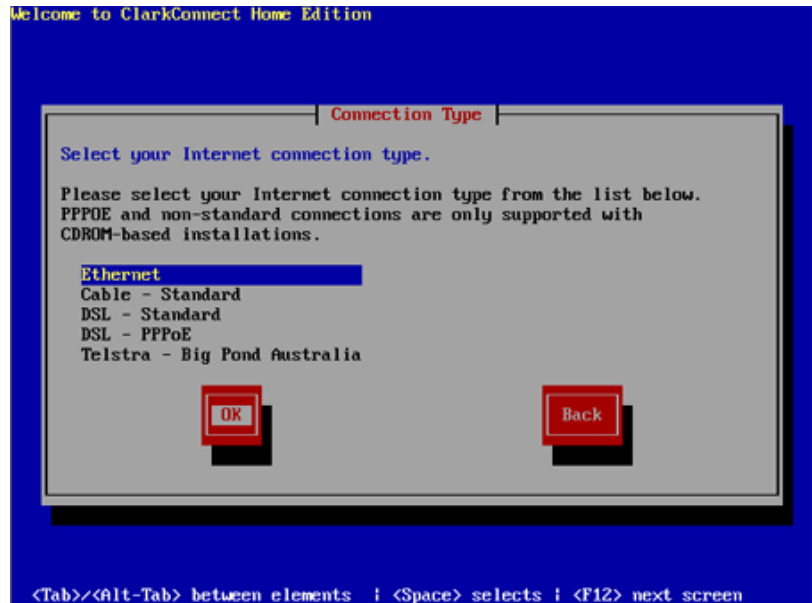 Welcome to ClarkConnect Home Edition
Connection Type
Select your Internet connection type.
Please select your Internet connection type from the list below.
PPPOE and non-standard connections are only supported with
CDROM-based installations.
Ethernet
Cable - Standard
DSL - Standard
DSL - PPPoE
Telstra - Big Pond Australia
OK Back
<Tab>/<Alt-Tab> between elements | <Space> selects | <F12> next screen